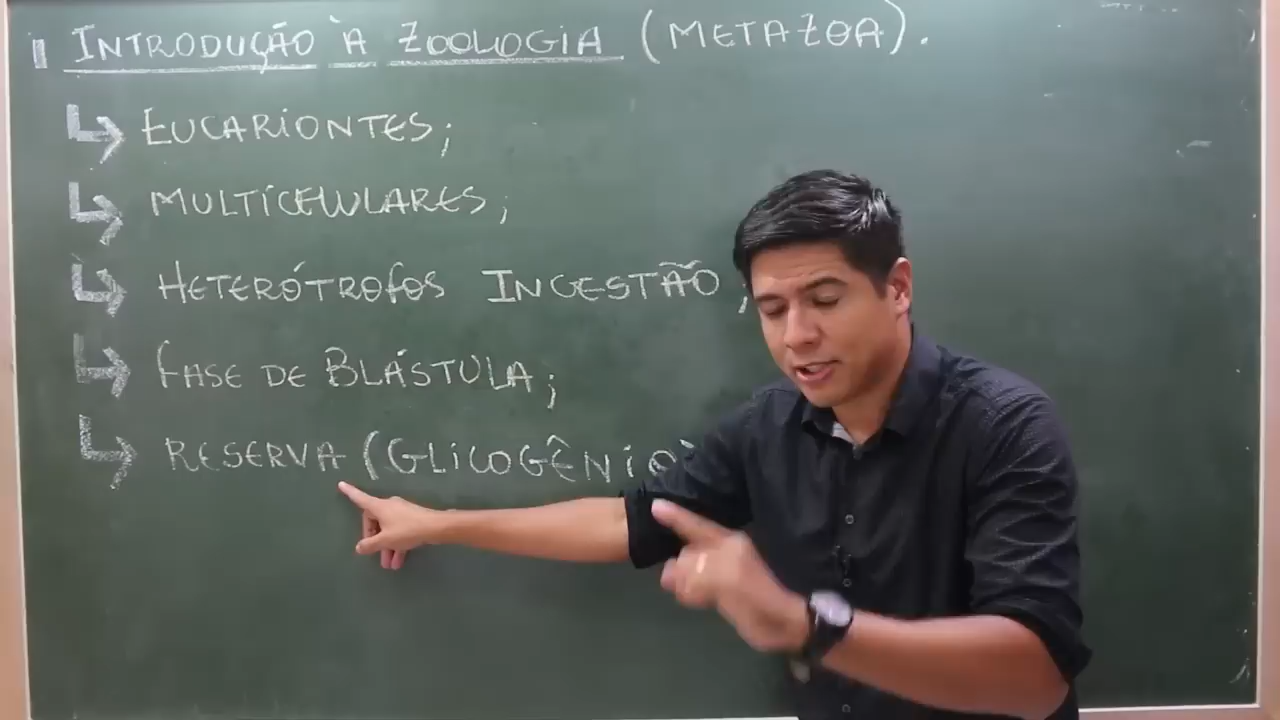 1 INTRODUÇÃO À ZOOLOGIA (METAZOA).
↳ EUCARIONTES;
↳ MULTICELULARES;
↳ HETERÓTROFOS INGESTÃO;
↳ FASE DE BLÁSTULA;
↳ RESERVA (GLICOGÊNIO)